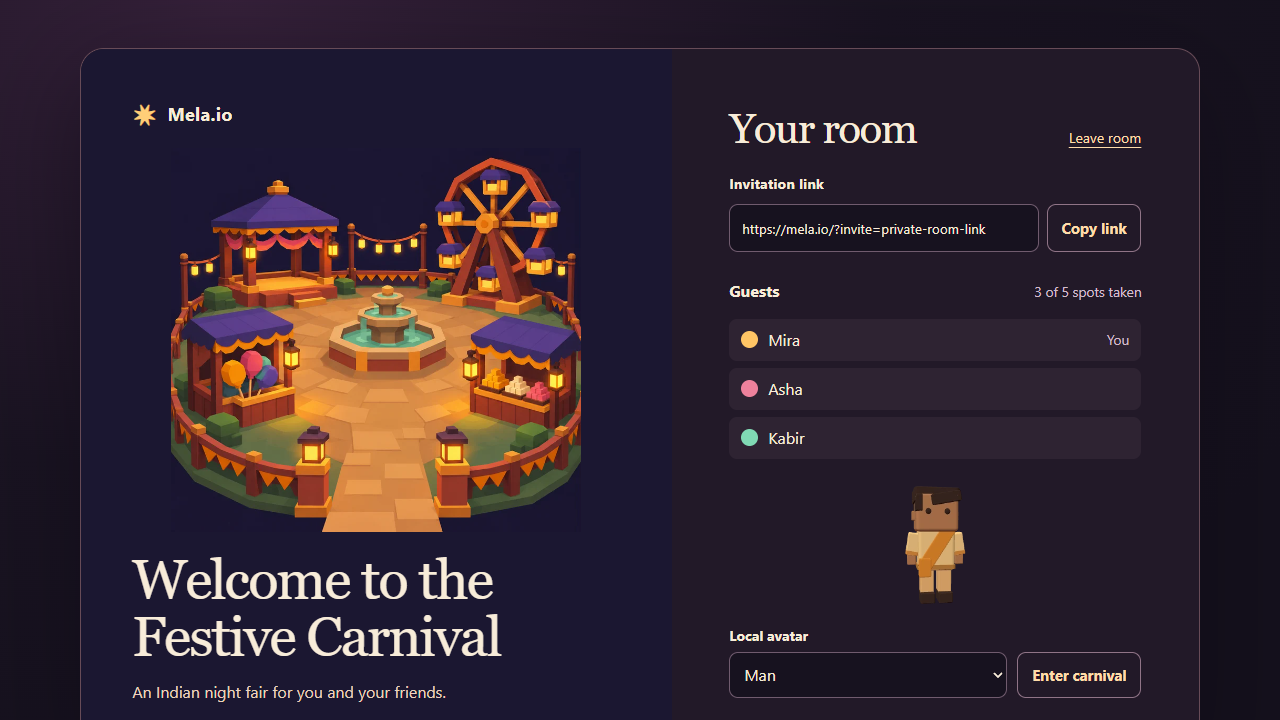 Mela.io
Welcome to the
Festive Carnival
An Indian night fair for you and your friends.
Your room
Leave room
Invitation link
https://mela.io/?invite=private-room-link
Copy link
Guests
3 of 5 spots taken
Mira
You
Asha
Kabir
Local avatar
Man
Enter carnival